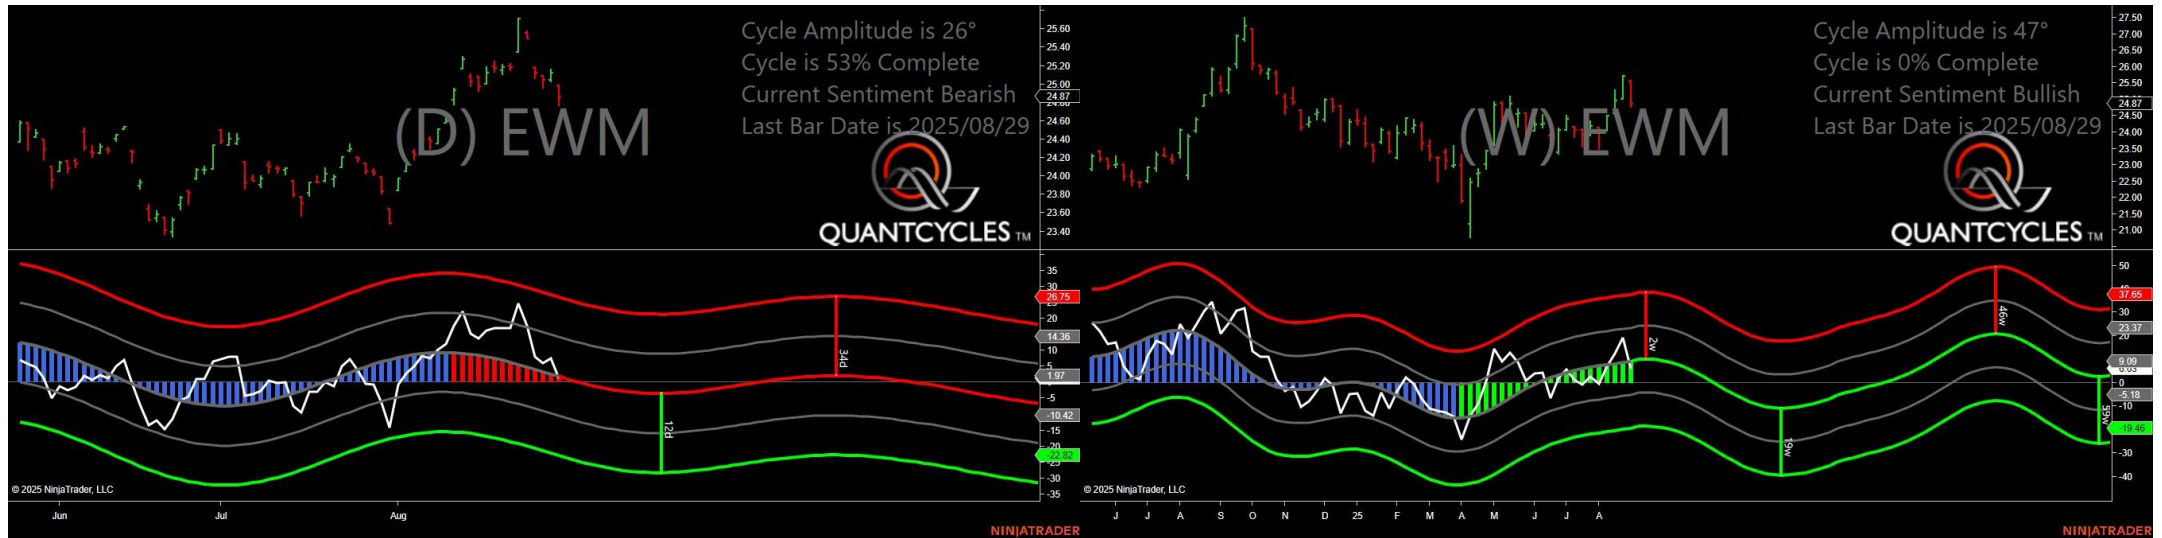 Cycle Amplitude is 26°
Cycle is 53% Complete
Current Sentiment Bearish
Last Bar Date is 2025/08/29
(D) EWM
QUANTCYCLES TM
25.60
25.40
25.20
25.00
24.87
24.60
24.40
24.20
24.00
23.80
23.60
23.40
35
30
26.75
20
14.36
10
5
1.97
-5
-10.42
-15
-20
-22.82
-25
-30
-35
34d
12d
© 2025 NinjaTrader, LLC
Jun
Jul
Aug
NINJATRADER
Cycle Amplitude is 47°
Cycle is 0% Complete
Current Sentiment Bullish
Last Bar Date is 2025/08/29
(W) EWM
QUANTCYCLES TM
27.50
27.00
26.50
26.00
25.50
24.87
24.50
24.00
23.50
23.00
22.50
22.00
21.50
21.00
50
37.65
30
23.37
20
9.09
0
-5.18
-10
-19.46
-30
-40
2w
46w
19w
59w
© 2025 NinjaTrader, LLC
J
J
A
S
O
N
D
25
F
M
A
M
J
J
A
NINJATRADER